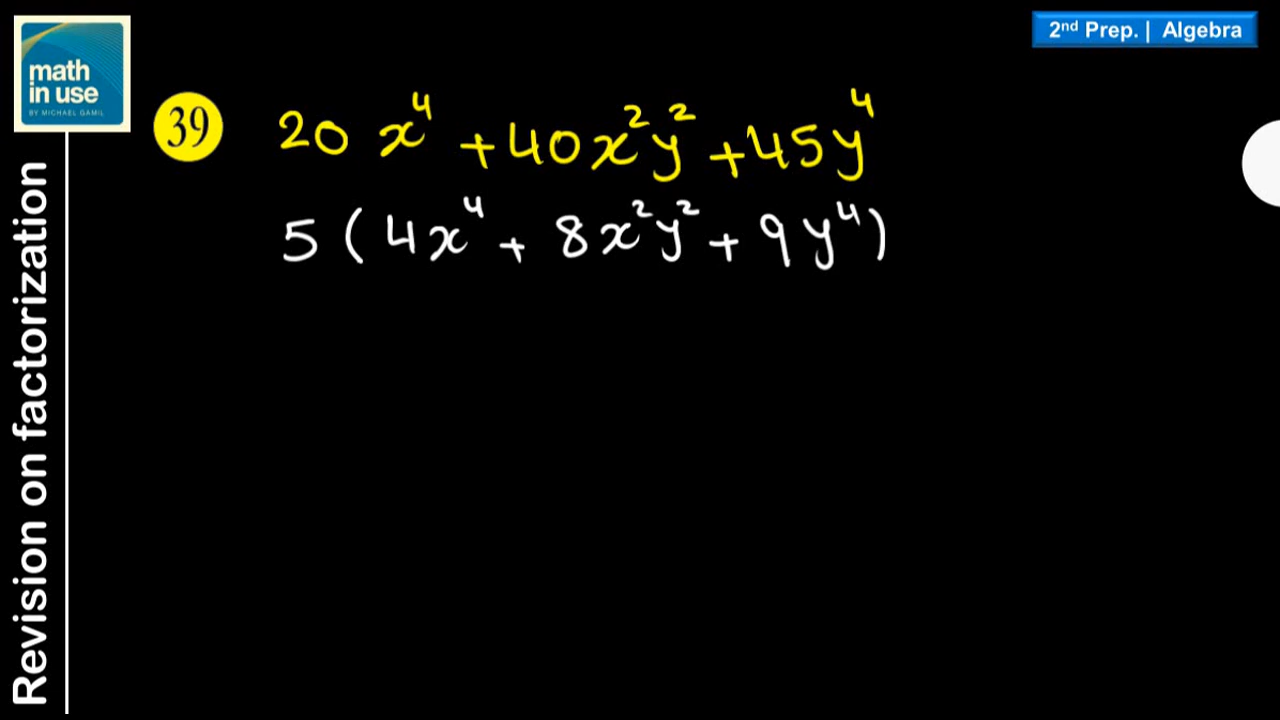 2nd Prep. | Algebra
math
in use
BY MICHAEL GAMIL
39 20 x⁴ + 40x²y² + 45y⁴
5 ( 4x⁴ + 8x²y² + 9y⁴ )
Revision on factorization